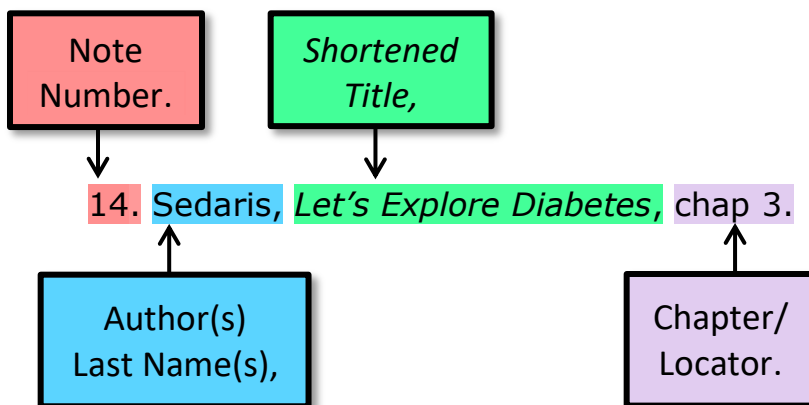 Note
Number.
Shortened
Title,
14. Sedaris, Let’s Explore Diabetes, chap 3.
Author(s)
Last Name(s),
Chapter/
Locator.